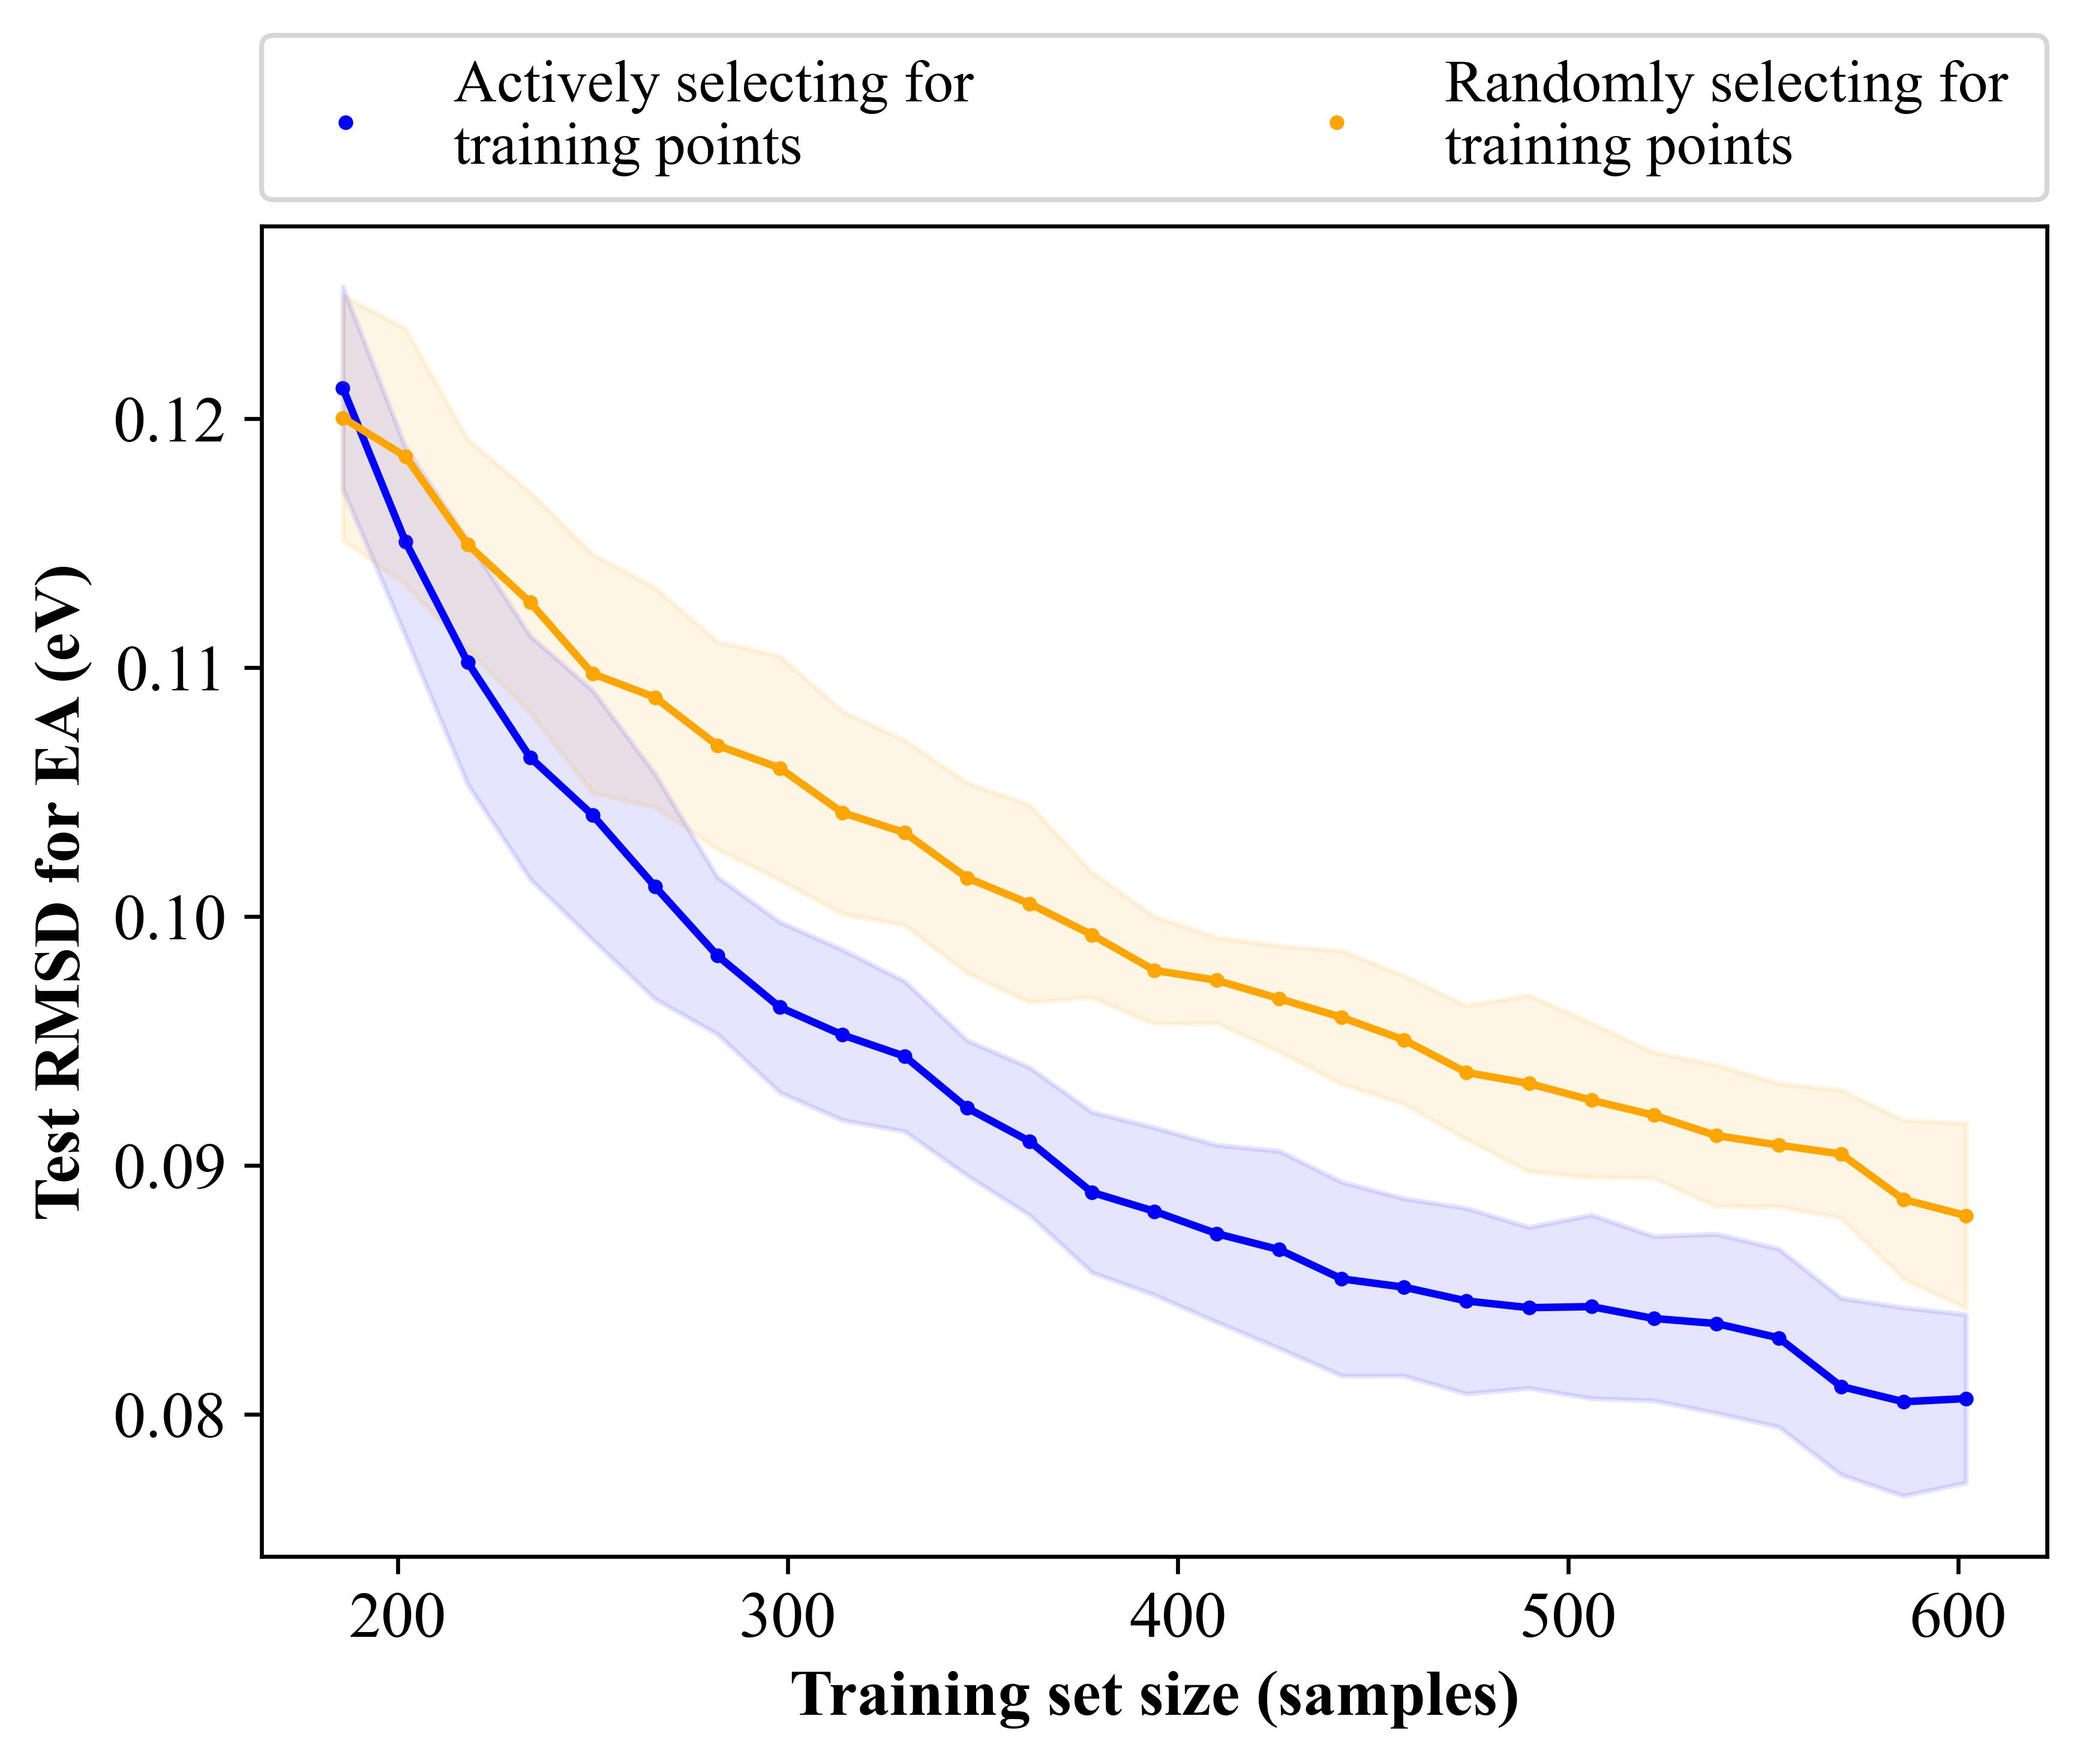 Actively selecting for
training points
Randomly selecting for
training points
Test RMSD for EA (eV)
0.12
0.11
0.10
0.09
0.08
200
300
400
500
600
Training set size (samples)